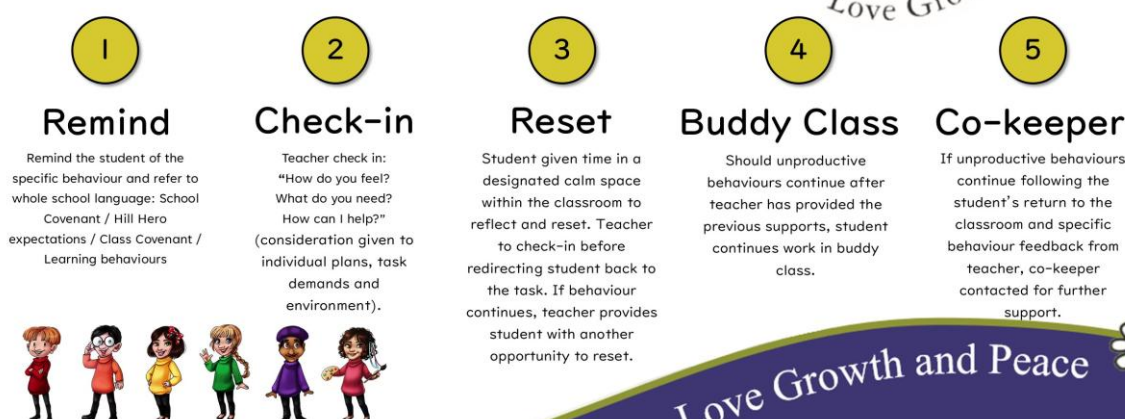 Love
1
Remind
Remind the student of the
specific behaviour and refer to
whole school language: School
Covenant / Hill Hero
expectations / Class Covenant /
Learning behaviours
2
Check-in
Teacher check in:
“How do you feel?
What do you need?
How can I help?”
(consideration given to
individual plans, task
demands and
environment).
3
Reset
Student given time in a
designated calm space
within the classroom to
reflect and reset. Teacher
to check-in before
redirecting student back to
the task. If behaviour
continues, teacher provides
student with another
opportunity to reset.
4
Buddy Class
Should unproductive
behaviours continue after
teacher has provided the
previous supports, student
continues work in buddy
class.
5
Co-keeper
If unproductive behaviours
continue following the
student’s return to the
classroom and specific
behaviour feedback from
teacher, co-keeper
contacted for further
support.
Love Growth and Peace